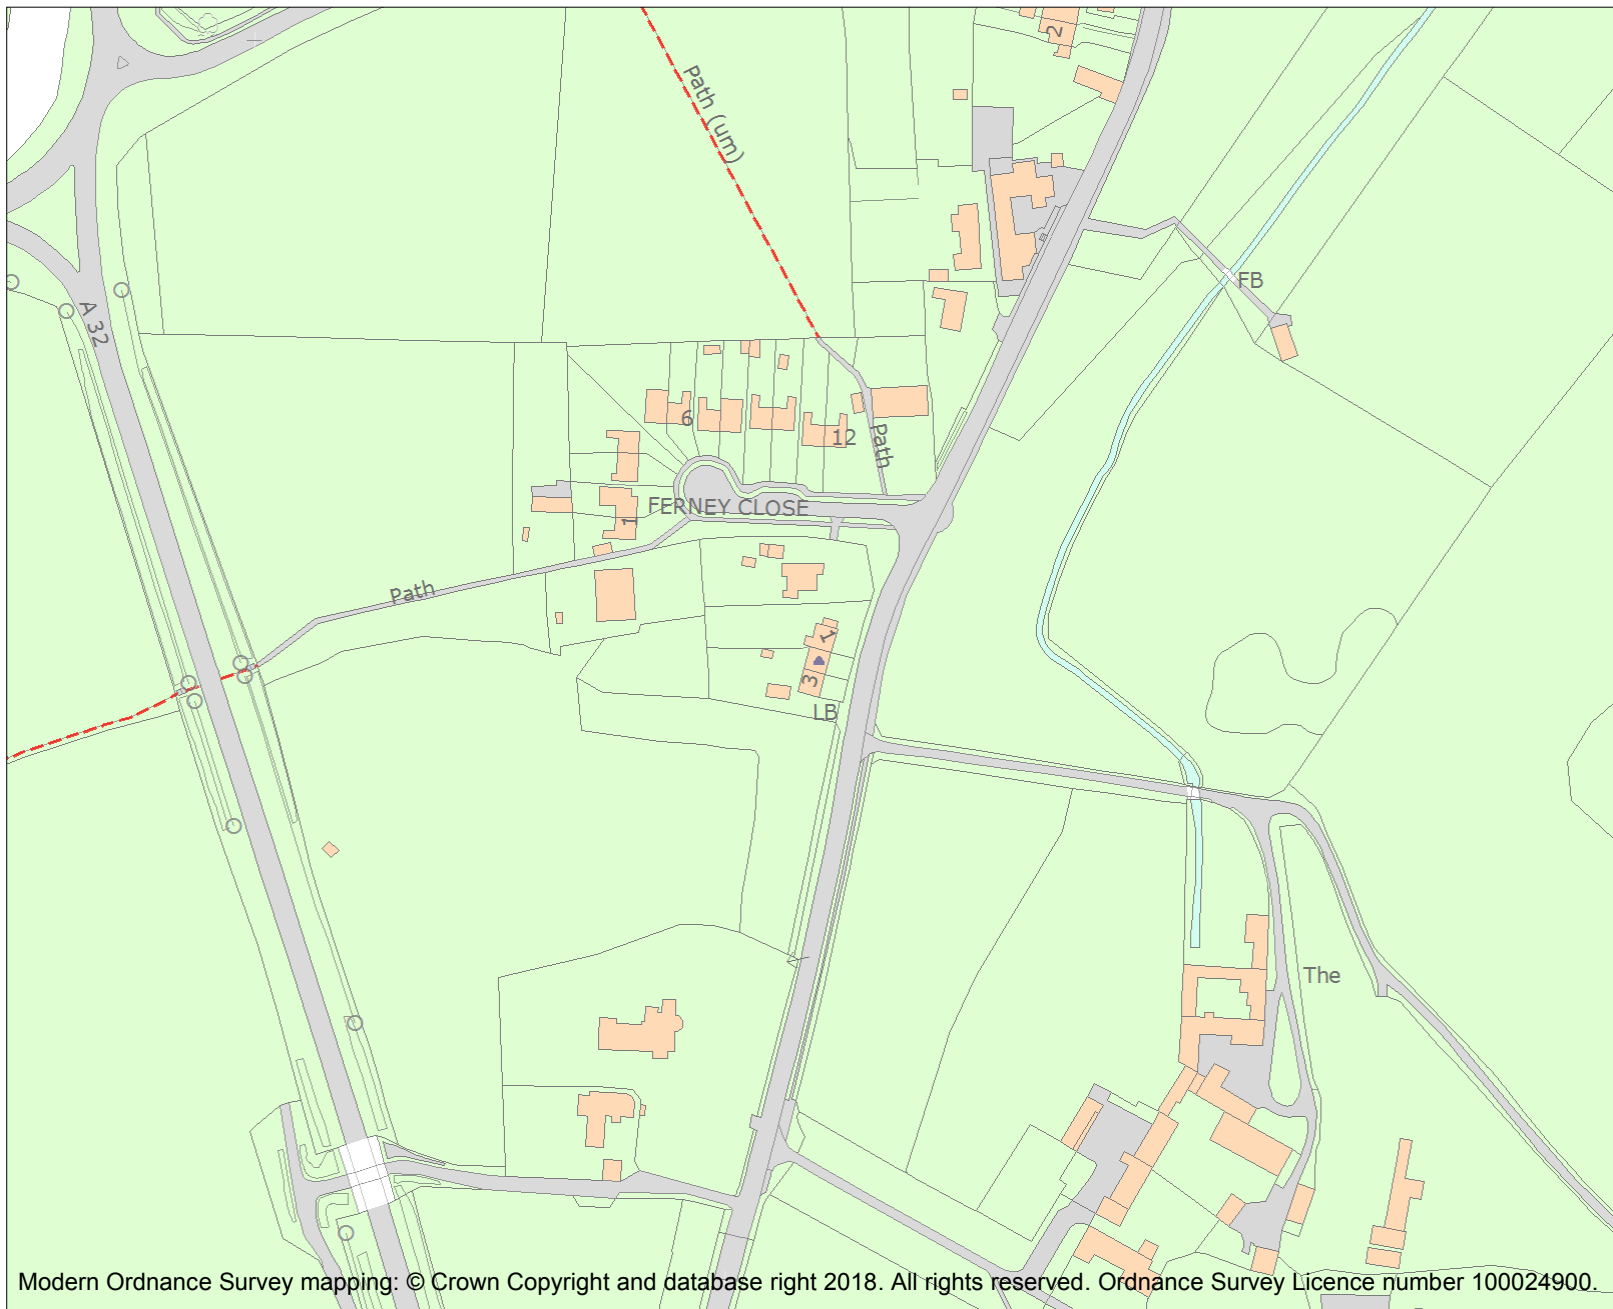 2
Path (um)
FB
A 32
6
12
Path
FERNEY CLOSE
1
Path
1
3
LB
The
Modern Ordnance Survey mapping: © Crown Copyright and database right 2018. All rights reserved. Ordnance Survey Licence number 100024900.